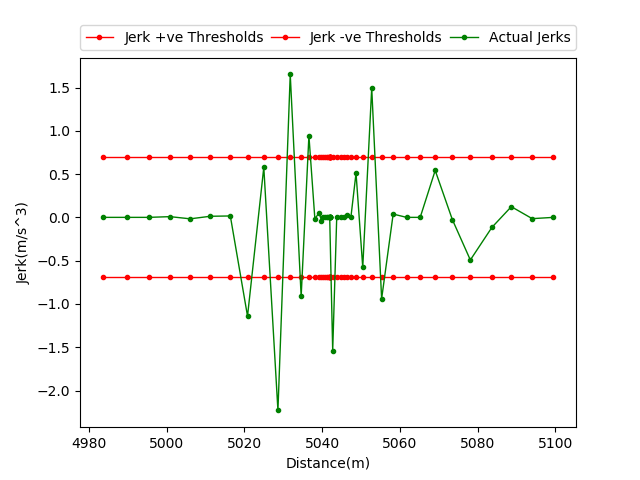 Jerk +ve Thresholds Jerk -ve Thresholds Actual Jerks
1.5
1.0
0.5
0.0
−0.5
−1.0
−1.5
−2.0
Jerk(m/s^3)
4980 5000 5020 5040 5060 5080 5100
Distance(m)